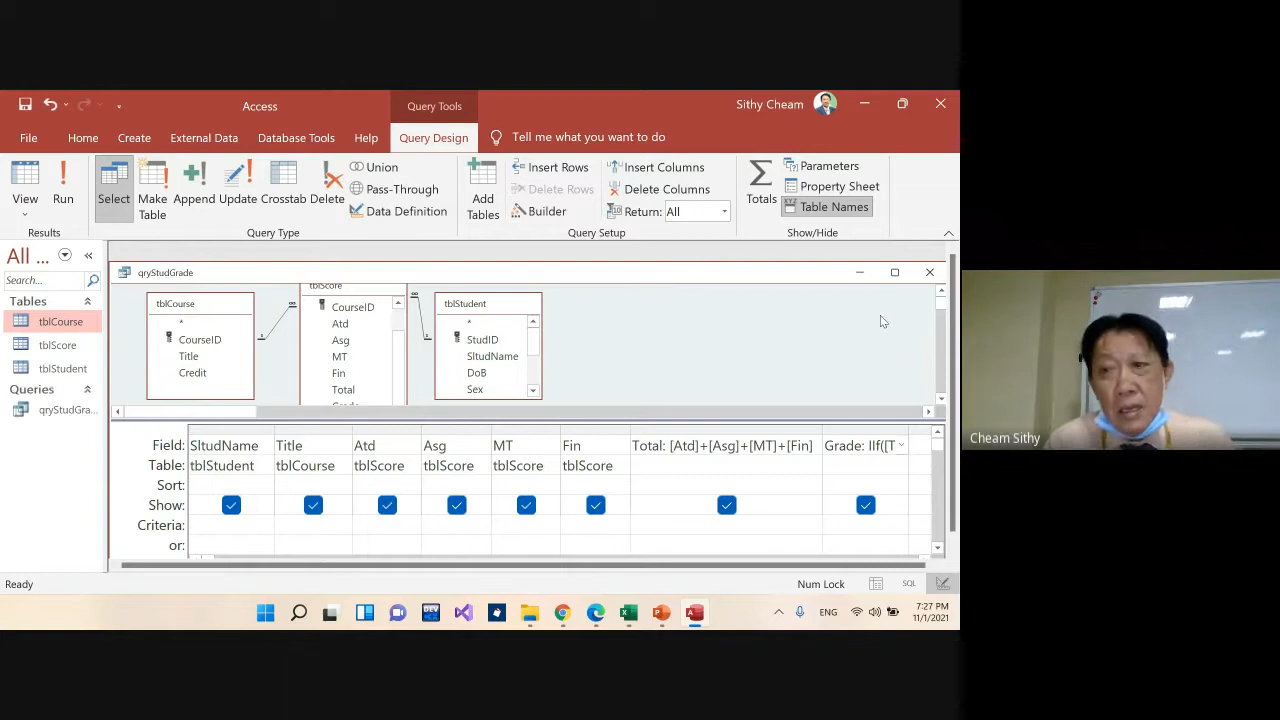 Access
Query Tools
Sithy Cheam
File Home Create External Data Database Tools Help Query Design Tell me what you want to do
View Run Select Make Table Append Update Crosstab Delete
Union
Pass-Through
Data Definition
Add Tables
Insert Rows
Delete Rows
Builder
Insert Columns
Delete Columns
Return: All
Totals
Parameters
Property Sheet
Table Names
Results Query Type Query Setup Show/Hide
All ...
Search...
Tables
tblCourse
tblScore
tblStudent
Queries
qryStudGra...
qryStudGrade
tblCourse
*
CourseID
Title
Credit
tblScore
CourseID
Atd
Asg
MT
Fin
Total
tblStudent
*
StudID
SltudName
DoB
Sex
Field: SltudName Title Atd Asg MT Fin Total: [Atd]+[Asg]+[MT]+[Fin] Grade: IIf([T
Table: tblStudent tblCourse tblScore tblScore tblScore tblScore
Sort:
Show:
Criteria:
or:
Ready
Num Lock
SQL
DEV
ENG
7:27 PM
11/1/2021
Cheam Sithy